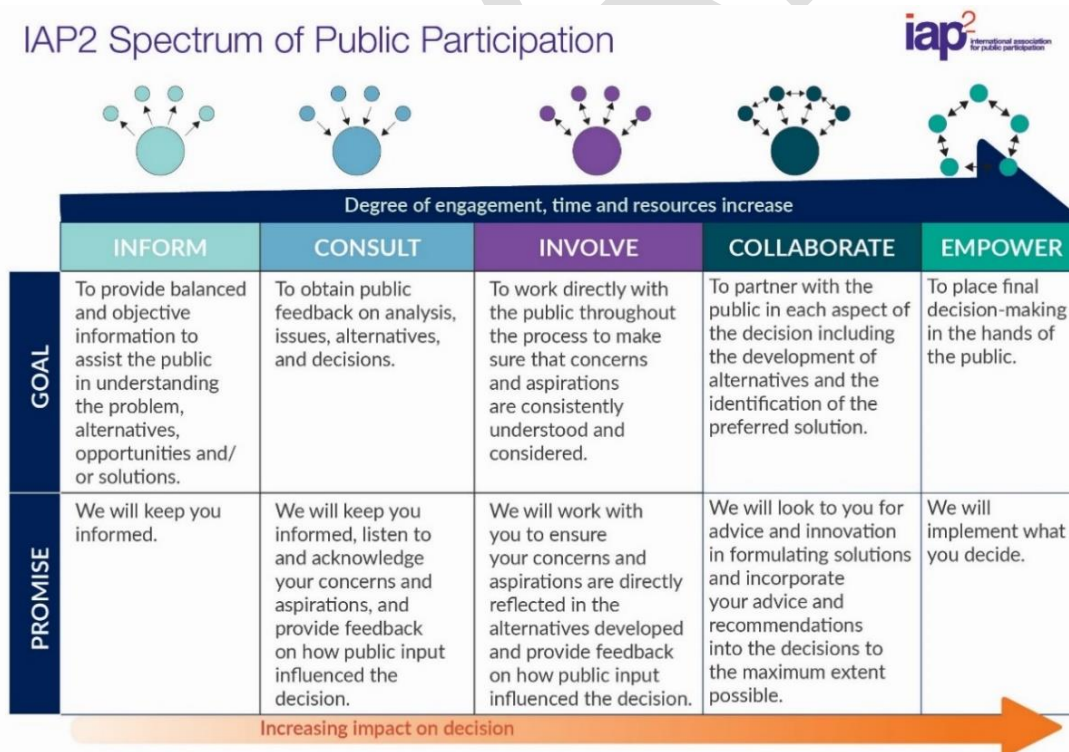 IAP2 Spectrum of Public Participation
iap2
international association
for public participation
Degree of engagement, time and resources increase
INFORM
CONSULT
INVOLVE
COLLABORATE
EMPOWER
GOAL
To provide balanced
and objective
information to
assist the public
in understanding
the problem,
alternatives,
opportunities and/
or solutions.
To obtain public
feedback on analysis,
issues, alternatives,
and decisions.
To work directly with
the public throughout
the process to make
sure that concerns
and aspirations
are consistently
understood and
considered.
To partner with the
public in each aspect of
the decision including
the development of
alternatives and the
identification of the
preferred solution.
To place final
decision-making
in the hands of
the public.
PROMISE
We will keep you
informed.
We will keep you
informed, listen to
and acknowledge
your concerns and
aspirations, and
provide feedback
on how public input
influenced the
decision.
We will work with
you to ensure
your concerns and
aspirations are directly
reflected in the
alternatives developed
and provide feedback
on how public input
influenced the decision.
We will look to you for
advice and innovation
in formulating solutions
and incorporate
your advice and
recommendations
into the decisions to
the maximum extent
possible.
We will
implement what
you decide.
Increasing impact on decision